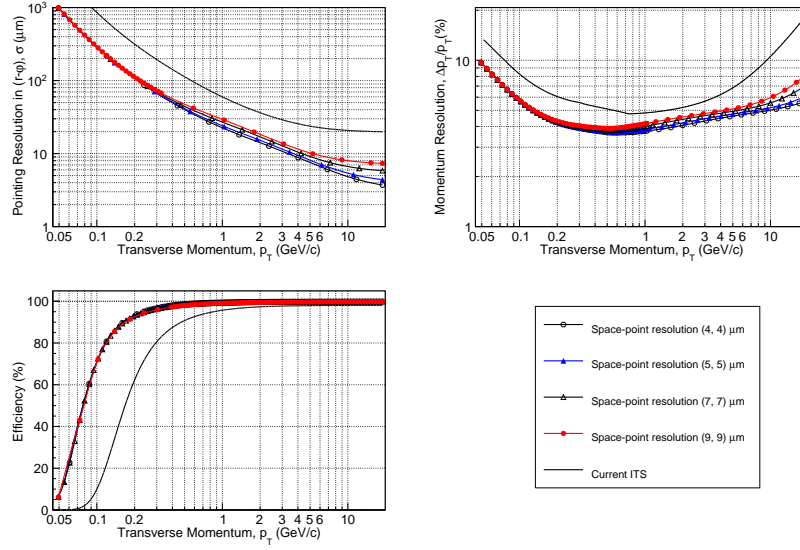 Pointing Resolution in (r-φ), σ (μm)
10³
10²
10
1
0.05 0.1 0.2 1 2 3 4 5 6 10
Transverse Momentum, p_T (GeV/c)
Momentum Resolution, Δp_T/p_T(%)
10
1
0.05 0.1 0.2 1 2 3 4 5 6 10
Transverse Momentum, p_T (GeV/c)
Efficiency (%)
100
80
60
40
20
0
0.05 0.1 0.2 1 2 3 4 5 6 10
Transverse Momentum, p_T (GeV/c)
Space-point resolution (4, 4) μm
Space-point resolution (5, 5) μm
Space-point resolution (7, 7) μm
Space-point resolution (9, 9) μm
Current ITS